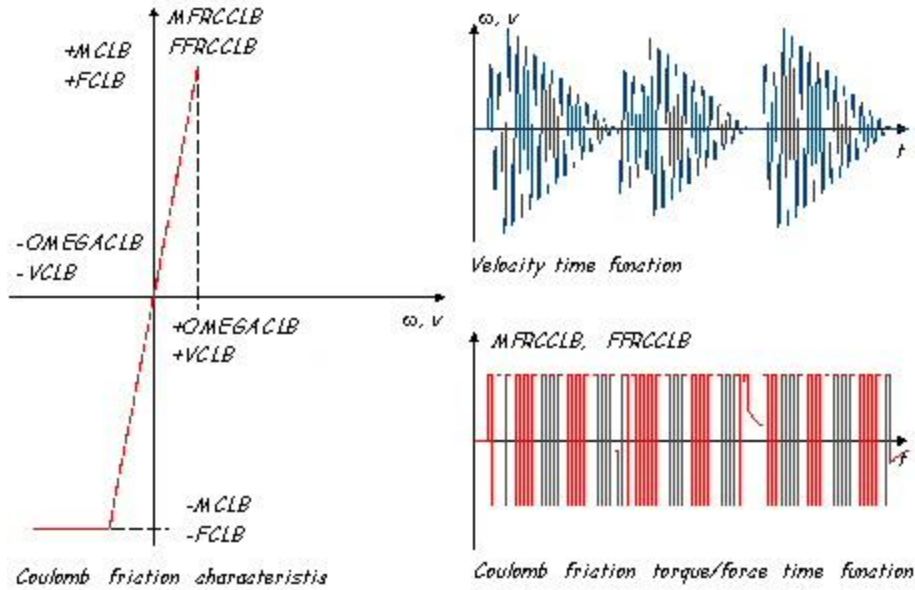 MFRCCLB
FFRCCLB
+MCLB
+FCLB
-OMEGACLB
-VCLB
ω, v
+OMEGACLB
+VCLB
-MCLB
-FCLB
Coulomb friction characteristis
ω, v
t
Velocity time function
MFRCCLB, FFRCCLB
t
Coulomb friction torque/force time function